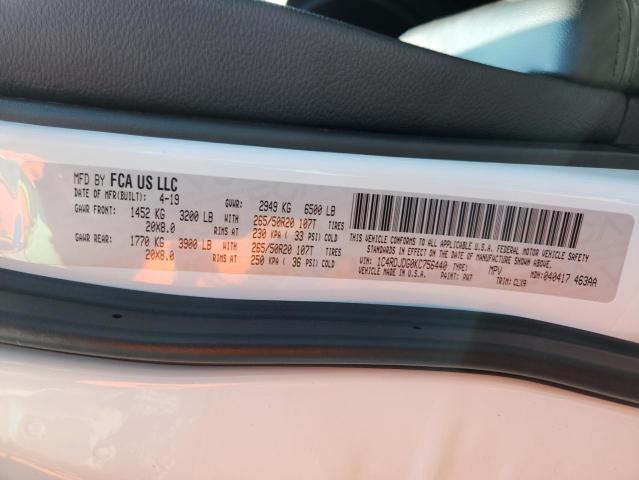 MFD BY FCA US LLC
DATE OF MFR(BUILT): 4-19 GVWR: 2949 KG 6500 LB
GAWR FRONT: 1452 KG 3200 LB WITH 265/50R20 107T TIRES
20X8.0 RIMS AT 230 KPA ( 33 PSI) COLD
GAWR REAR: 1770 KG 3900 LB WITH 265/50R20 107T TIRES
20X8.0 RIMS AT 250 KPA ( 36 PSI) COLD
THIS VEHICLE CONFORMS TO ALL APPLICABLE U.S.A. FEDERAL MOTOR VEHICLE SAFETY
STANDARDS IN EFFECT ON THE DATE OF MANUFACTURE SHOWN ABOVE.
VIN: 1C4RDJDG0KC756440 TYPE: MPV MDH:040417 463AA
VEHICLE MADE IN U.S.A. PAINT: PW7 TRIM: CLX9